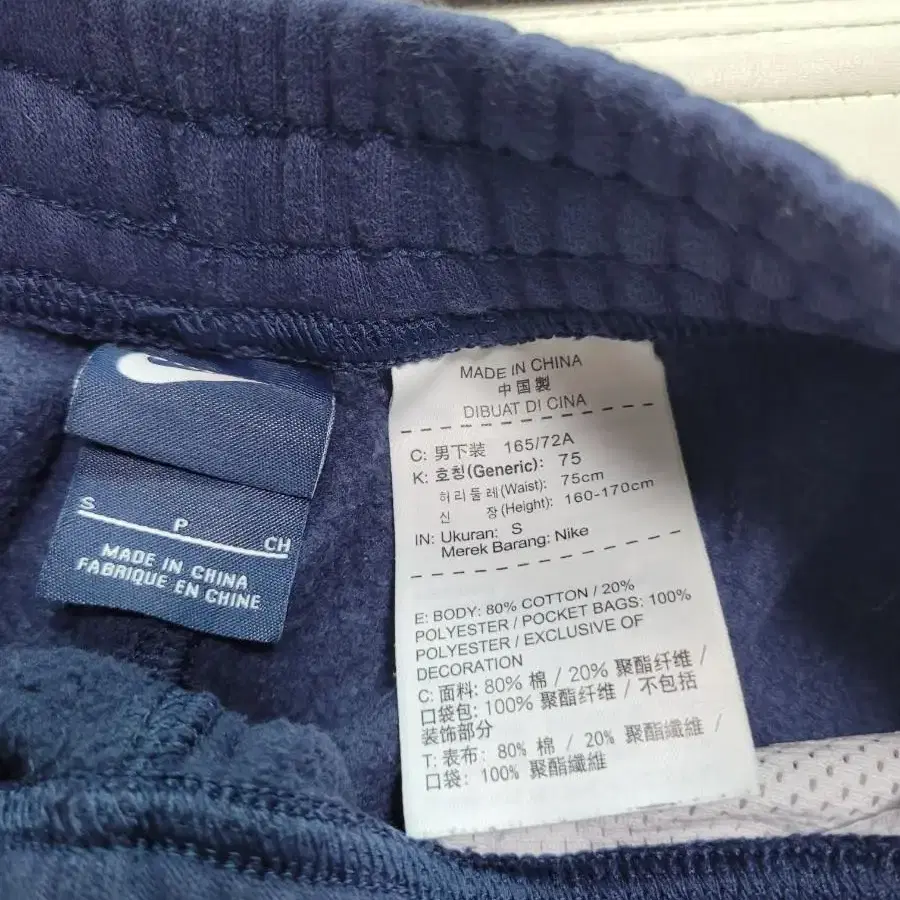 S P CH
MADE IN CHINA
FABRIQUE EN CHINE
MADE IN CHINA
中国製
DIBUAT DI CINA
C: 男下装 165/72A
K: 호칭(Generic): 75
허리둘레(Waist): 75cm
신 장(Height): 160-170cm
IN: Ukuran: S
Merek Barang: Nike
E: BODY: 80% COTTON / 20%
POLYESTER / POCKET BAGS: 100%
POLYESTER / EXCLUSIVE OF
DECORATION
C: 面料: 80% 棉 / 20% 聚酯纤维 /
口袋包: 100% 聚酯纤维 / 不包括
装饰部分
T: 表布: 80% 棉 / 20% 聚酯纖維 /
口袋: 100% 聚酯纖維